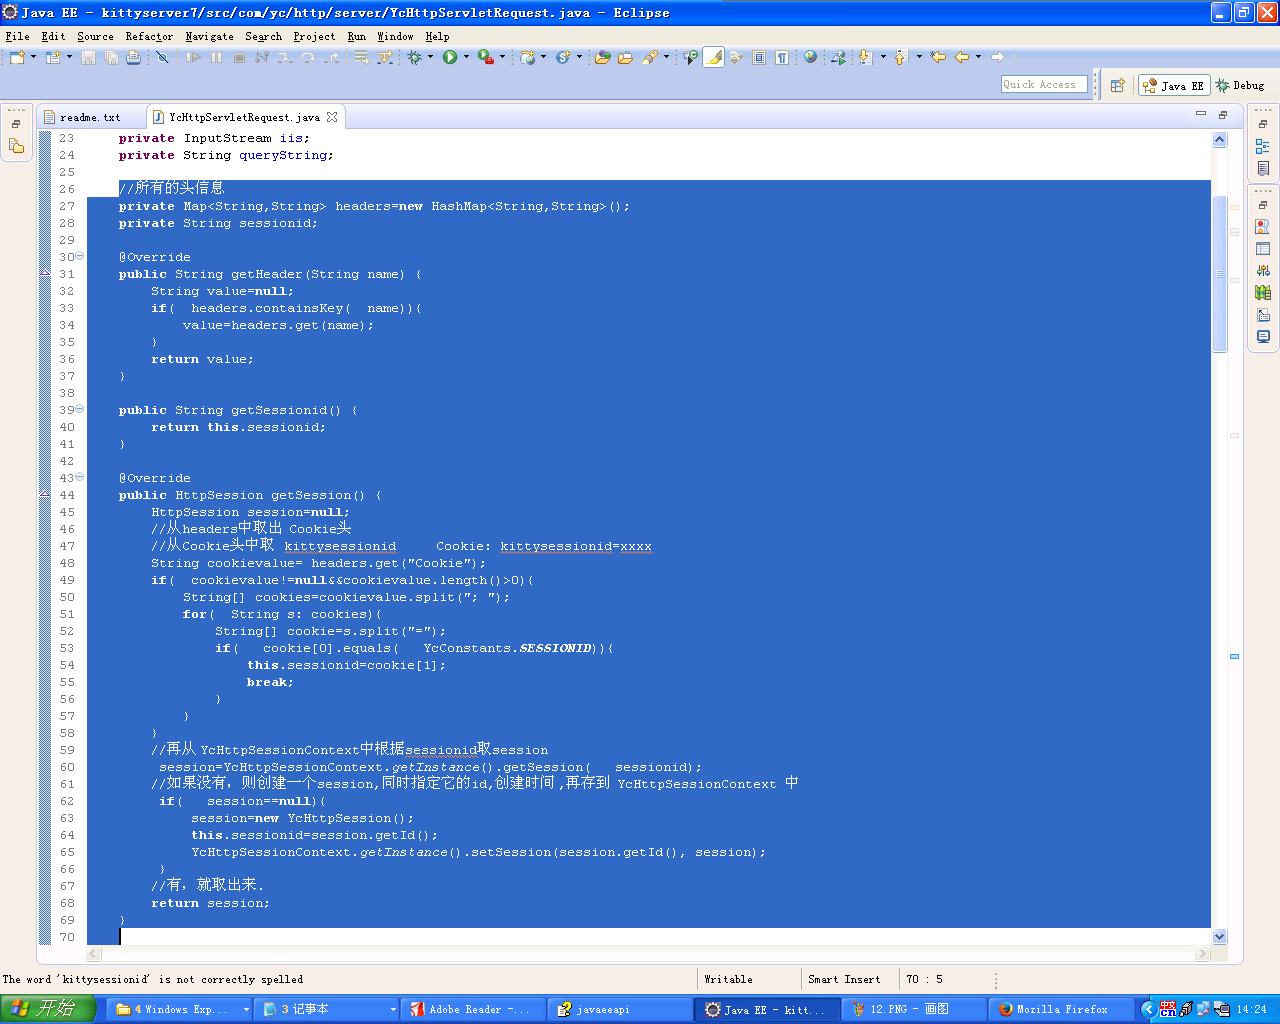 Java EE - kittyserver7/src/com/yc/http/server/YcHttpServletRequest.java - Eclipse
File Edit Source Refactor Navigate Search Project Run Window Help
Quick Access Java EE Debug
readme.txt YcHttpServletRequest.java
23 private InputStream iis;
24 private String queryString;
25
26 //所有的头信息
27 private Map<String,String> headers=new HashMap<String,String>();
28 private String sessionid;
29
30 @Override
31 public String getHeader(String name) {
32 String value=null;
33 if( headers.containsKey( name)){
34 value=headers.get(name);
35 }
36 return value;
37 }
38
39 public String getSessionid() {
40 return this.sessionid;
41 }
42
43 @Override
44 public HttpSession getSession() {
45 HttpSession session=null;
46 //从headers中取出 Cookie头
47 //从Cookie头中取 kittysessionid Cookie: kittysessionid=xxxx
48 String cookievalue= headers.get("Cookie");
49 if( cookievalue!=null&&cookievalue.length()>0){
50 String[] cookies=cookievalue.split("; ");
51 for( String s: cookies){
52 String[] cookie=s.split("=");
53 if( cookie[0].equals( YcConstants.SESSIONID)){
54 this.sessionid=cookie[1];
55 break;
56 }
57 }
58 }
59 //再从 YcHttpSessionContext中根据sessionid取session
60 session=YcHttpSessionContext.getInstance().getSession( sessionid);
61 //如果没有，则创建一个session,同时指定它的id,创建时间,再存到 YcHttpSessionContext 中
62 if( session==null){
63 session=new YcHttpSession();
64 this.sessionid=session.getId();
65 YcHttpSessionContext.getInstance().setSession(session.getId(), session);
66 }
67 //有，就取出来.
68 return session;
69 }
70
The word 'kittysessionid' is not correctly spelled Writable Smart Insert 70 : 5
开始 4 Windows Exp... 3 记事本 Adobe Reader -... javaeeapi Java EE - kitt... 12.PNG - 画图 Mozilla Firefox CN 14:24